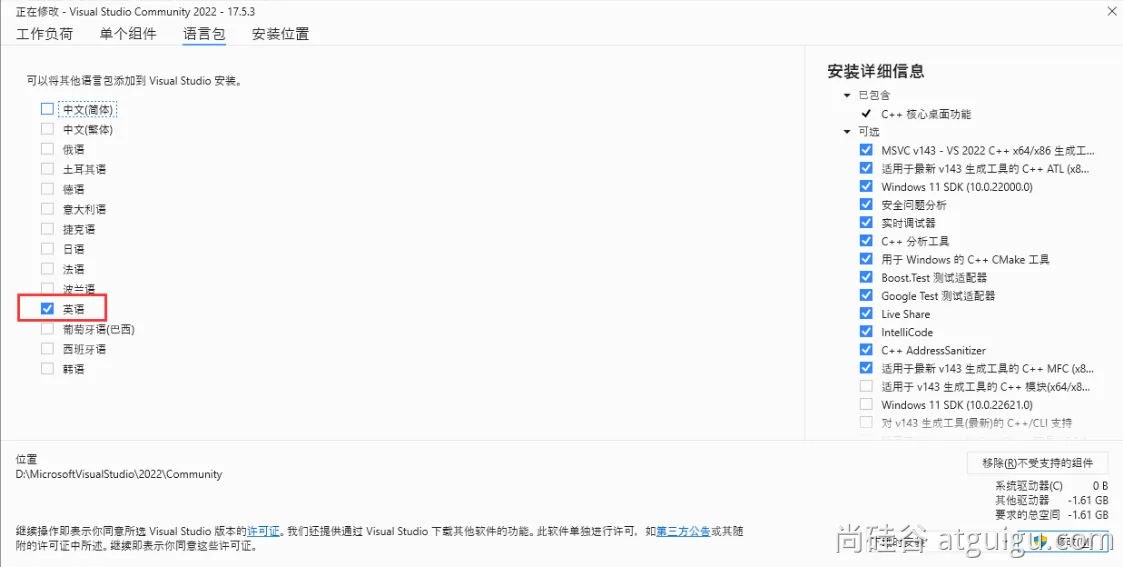 正在修改 - Visual Studio Community 2022 - 17.5.3
工作负荷 单个组件 语言包 安装位置
可以将其他语言包添加到 Visual Studio 安装。
中文(简体)
中文(繁体)
俄语
土耳其语
德语
意大利语
捷克语
日语
法语
波兰语
英语
葡萄牙语(巴西)
西班牙语
韩语
安装详细信息
已包含
C++ 核心桌面功能
可选
MSVC v143 - VS 2022 C++ x64/x86 生成工...
适用于最新 v143 生成工具的 C++ ATL (x8...
Windows 11 SDK (10.0.22000.0)
安全问题分析
实时调试器
C++ 分析工具
用于 Windows 的 C++ CMake 工具
Boost.Test 测试适配器
Google Test 测试适配器
Live Share
IntelliCode
C++ AddressSanitizer
适用于最新 v143 生成工具的 C++ MFC (x8...
适用于 v143 生成工具的 C++ 模块(x64/x8...
Windows 11 SDK (10.0.22621.0)
对 v143 生成工具(最新)的 C++/CLI 支持
位置
D:\MicrosoftVisualStudio\2022\Community
移除(R)不受支持的组件
系统驱动器(C) 0 B
其他驱动器 -1.61 GB
要求的总空间 -1.61 GB
继续操作即表示你同意所选 Visual Studio 版本的许可证。我们还提供通过 Visual Studio 下载其他软件的功能。此软件单独进行许可，如第三方公告或其随
附的许可证中所述。继续即表示你同意这些许可证。
修改(M)
尚硅谷 atguigu.com